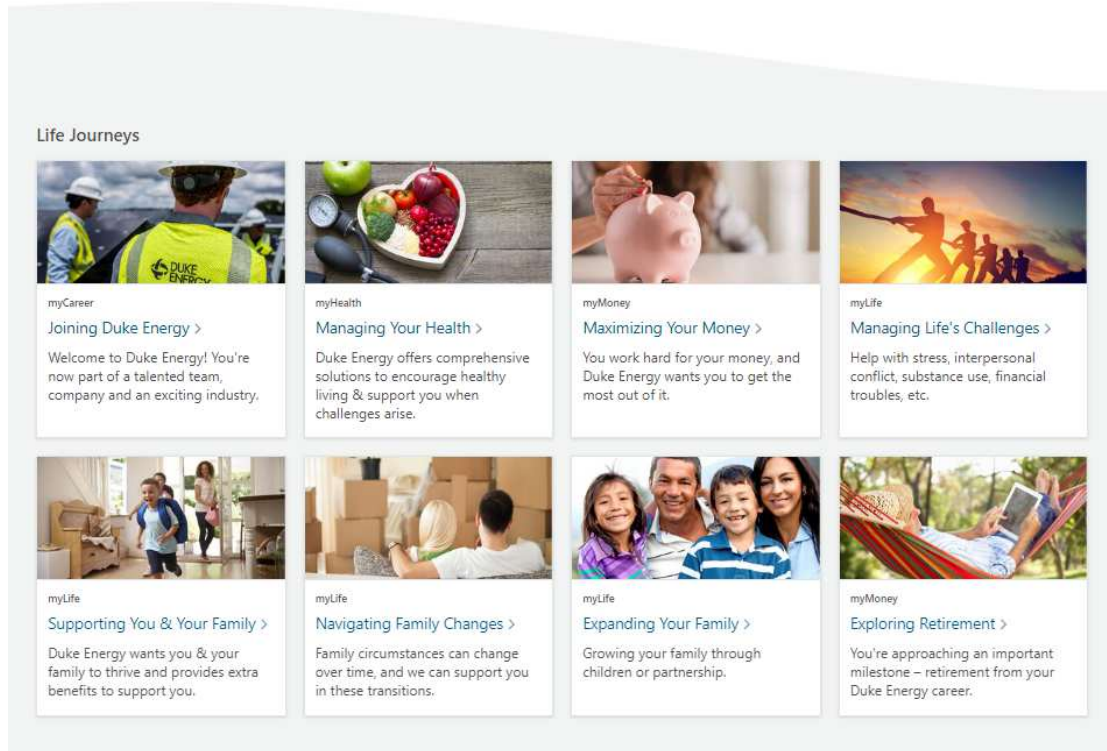 Life Journeys
DUKE
ENERGY
myCareer
Joining Duke Energy >
Welcome to Duke Energy! You're
now part of a talented team,
company and an exciting industry.
myHealth
Managing Your Health >
Duke Energy offers comprehensive
solutions to encourage healthy
living & support you when
challenges arise.
myMoney
Maximizing Your Money >
You work hard for your money, and
Duke Energy wants you to get the
most out of it.
myLife
Managing Life's Challenges >
Help with stress, interpersonal
conflict, substance use, financial
troubles, etc.
myLife
Supporting You & Your Family >
Duke Energy wants you & your
family to thrive and provides extra
benefits to support you.
myLife
Navigating Family Changes >
Family circumstances can change
over time, and we can support you
in these transitions.
myLife
Expanding Your Family >
Growing your family through
children or partnership.
myMoney
Exploring Retirement >
You're approaching an important
milestone – retirement from your
Duke Energy career.